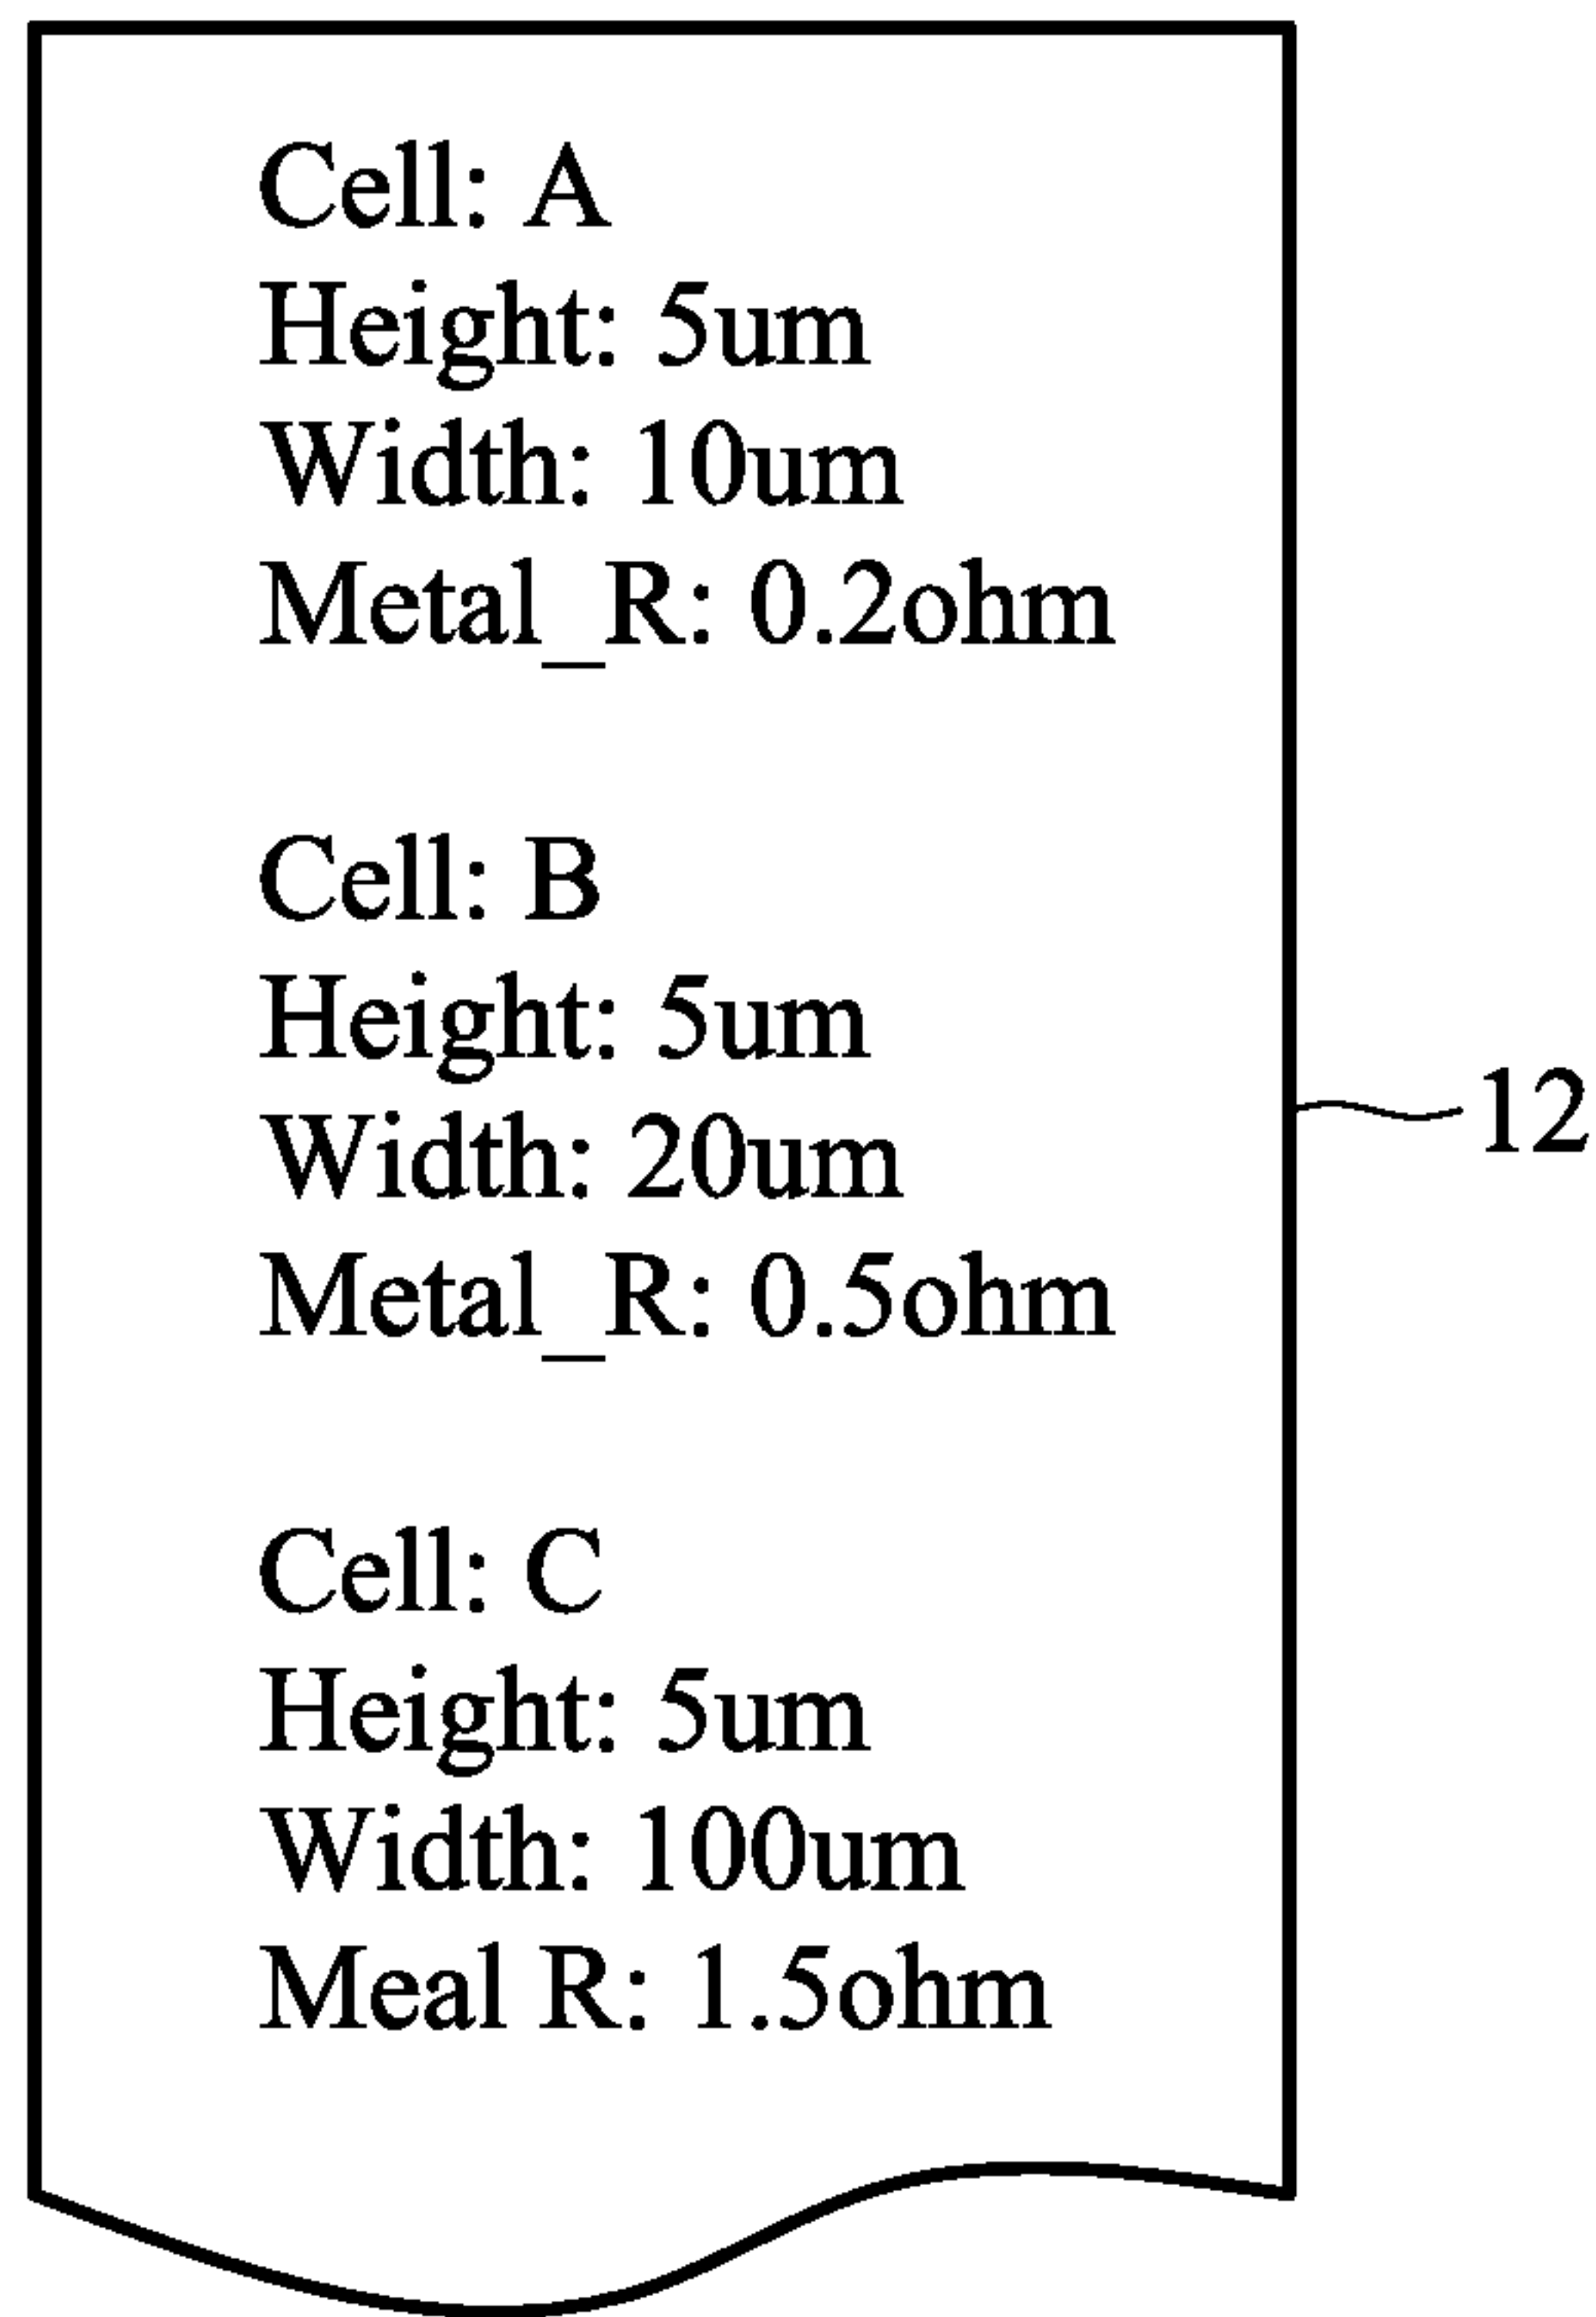 Cell: A
Height: 5um
Width: 10um
Metal_R: 0.2ohm
Cell: B
Height: 5um
Width: 20um
Metal_R: 0.5ohm
Cell: C
Height: 5um
Width: 100um
Meal R: 1.5ohm
12